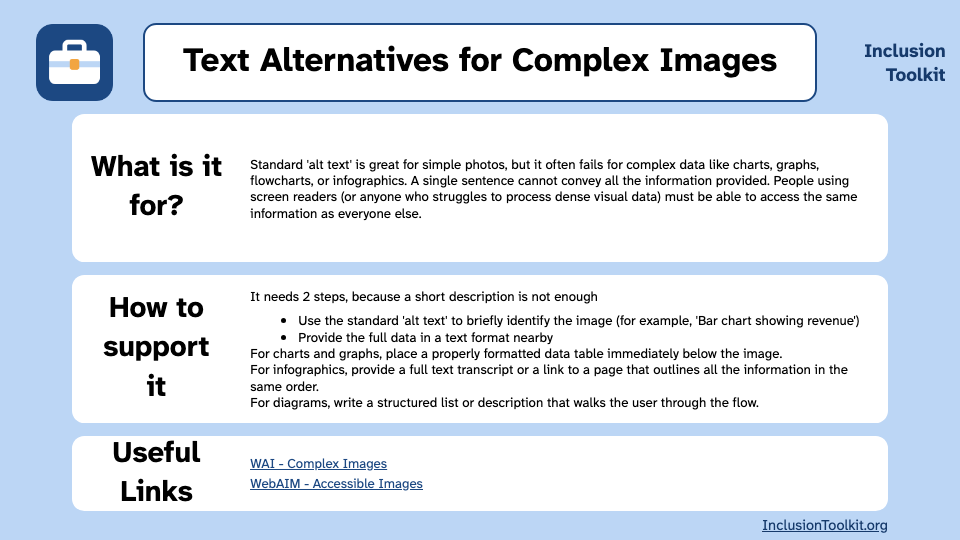 Text Alternatives for Complex Images
Inclusion
Toolkit
What is it
for?
Standard 'alt text' is great for simple photos, but it often fails for complex data like charts, graphs,
flowcharts, or infographics. A single sentence cannot convey all the information provided. People using
screen readers (or anyone who struggles to process dense visual data) must be able to access the same
information as everyone else.
How to
support
it
It needs 2 steps, because a short description is not enough
• Use the standard 'alt text' to briefly identify the image (for example, 'Bar chart showing revenue')
• Provide the full data in a text format nearby
For charts and graphs, place a properly formatted data table immediately below the image.
For infographics, provide a full text transcript or a link to a page that outlines all the information in the
same order.
For diagrams, write a structured list or description that walks the user through the flow.
Useful
Links
WAI - Complex Images
WebAIM - Accessible Images
InclusionToolkit.org